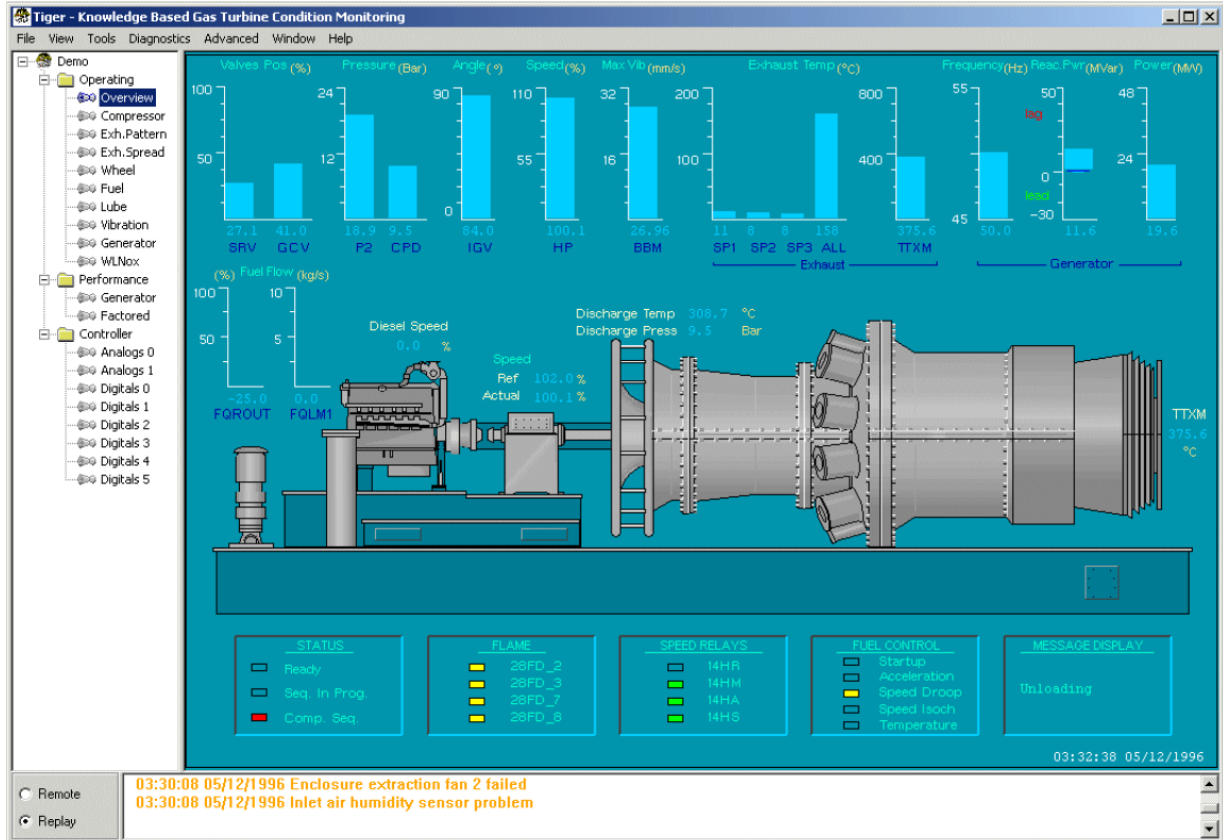 Tiger - Knowledge Based Gas Turbine Condition Monitoring
File View Tools Diagnostics Advanced Window Help
Demo
Operating
Overview
Compressor
Exh.Pattern
Exh.Spread
Wheel
Fuel
Lube
Vibration
Generator
WLNox
Performance
Generator
Factored
Controller
Analogs 0
Analogs 1
Digitals 0
Digitals 1
Digitals 2
Digitals 3
Digitals 4
Digitals 5
Valves Pos (%) Pressure (Bar) Angle (°) Speed(%) Max Vib (mm/s) Exhaust Temp (°C) Frequency(Hz) Reac.Pwr(MVar) Power(MW)
100 24 90 110 32 200 800 55 50 48
lag
50 12 55 16 100 400 24
0
lead
0 45 -30
27.1 41.0 18.9 9.5 84.0 100.1 26.96 11 8 8 158 375.6 50.0 11.6 19.6
SRV GCV P2 CPD IGV HP BBM SP1 SP2 SP3 ALL TTXM
Exhaust Generator
(%) Fuel Flow (kg/s)
100 10
50 5
-25.0 0.0
FQROUT FQLM1
Diesel Speed
0.0 %
Discharge Temp 308.7 °C
Discharge Press 9.5 Bar
Speed
Ref 102.0 %
Actual 100.1 %
TTXM
375.6
°C
STATUS
Ready
Seq. In Prog.
Comp. Seq.
FLAME
28FD_2
28FD_3
28FD_7
28FD_8
SPEED RELAYS
14HR
14HM
14HA
14HS
FUEL CONTROL
Startup
Acceleration
Speed Droop
Speed Isoch
Temperature
MESSAGE DISPLAY
Unloading
03:32:38 05/12/1996
Remote
Replay
03:30:08 05/12/1996 Enclosure extraction fan 2 failed
03:30:08 05/12/1996 Inlet air humidity sensor problem